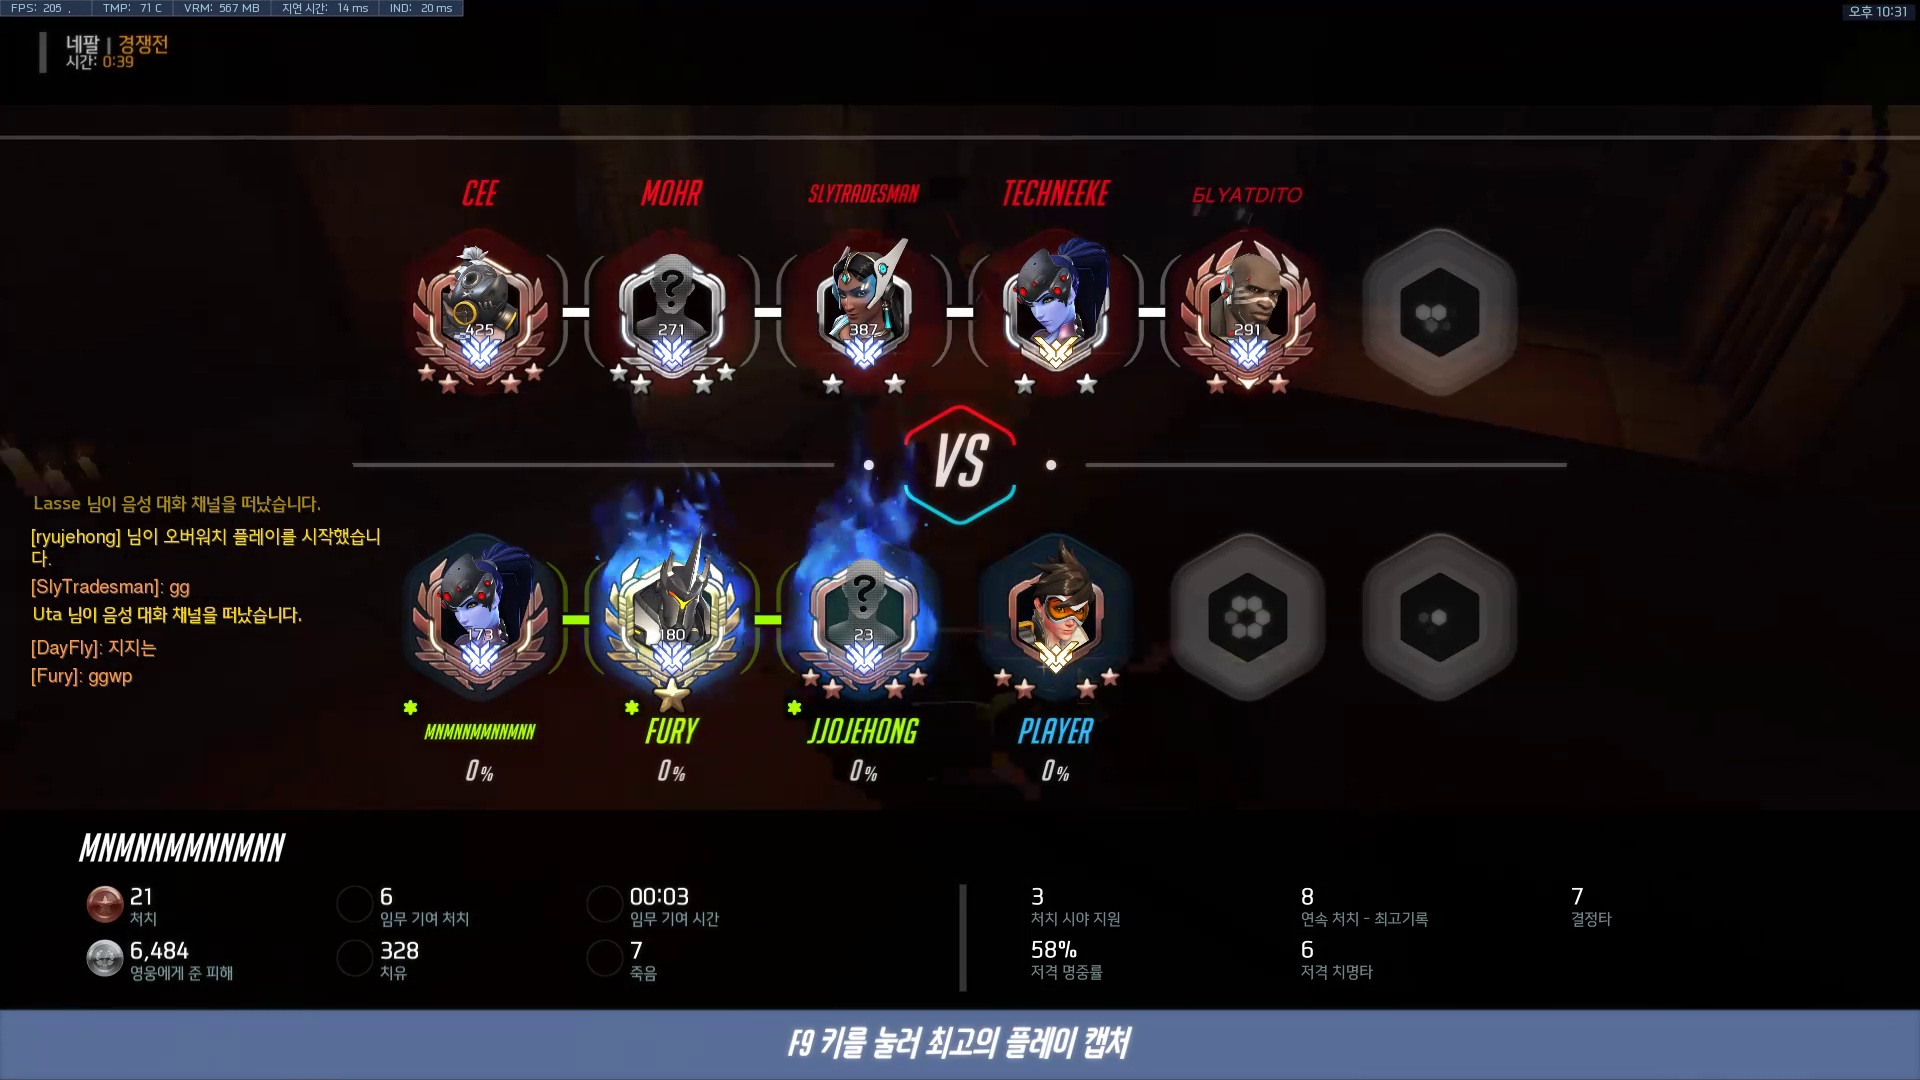 FPS: 205 . TMP: 71 C VRM: 567 MB 지연 시간: 14 ms IND: 20 ms
오후 10:31
네팔 | 경쟁전
시간: 0:39
CEE MOHR SLYTRADESMAN TECHNEEKE БLYATDITO
? 
425 271 387 291
VS
Lasse 님이 음성 대화 채널을 떠났습니다.
[ryujehong] 님이 오버워치 플레이를 시작했습니
다.
[SlyTradesman]: gg
Uta 님이 음성 대화 채널을 떠났습니다.
[DayFly]: 지지는
[Fury]: ggwp
?
173 180 23
MNMNNMMNNMNN FURY JJOJEHONG PLAYER
0% 0% 0% 0%
MNMNNMMNNMNN
21 6 00:03 3 8 7
처치 임무 기여 처치 임무 기여 시간 처치 시야 지원 연속 처치 - 최고기록 결정타
6,484 328 7 58% 6
영웅에게 준 피해 치유 죽음 저격 명중률 저격 치명타
F9 키를 눌러 최고의 플레이 캡처